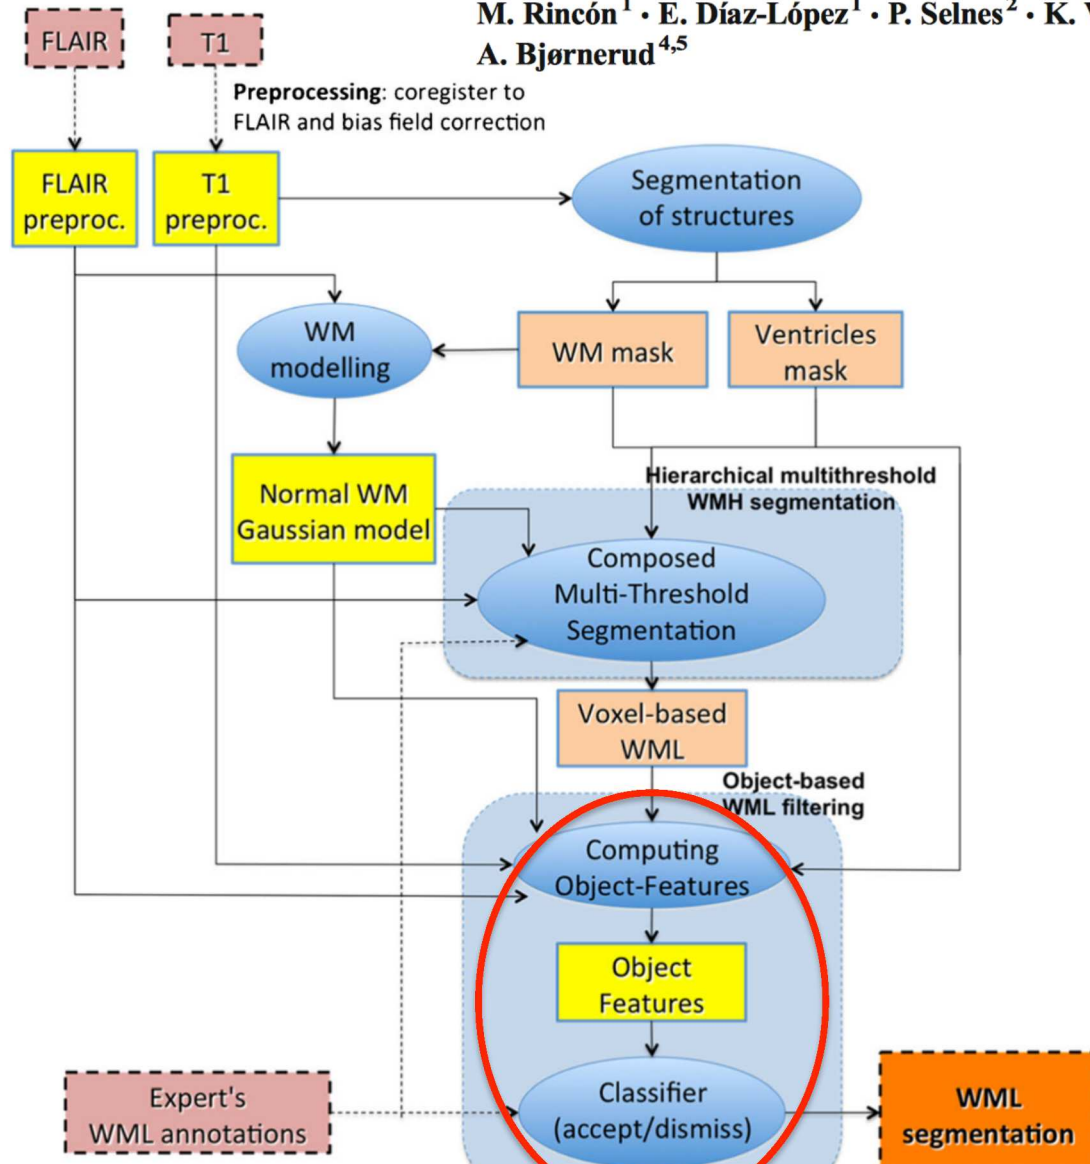 M. Rincón¹ · E. Díaz-López¹ · P. Selnes² · K.
A. Bjørnerud⁴,⁵
FLAIR
T1
Preprocessing: coregister to
FLAIR and bias field correction
FLAIR
preproc.
T1
preproc.
Segmentation
of structures
WM
modelling
WM mask
Ventricles
mask
Normal WM
Gaussian model
Hierarchical multithreshold
WMH segmentation
Composed
Multi-Threshold
Segmentation
Voxel-based
WML
Object-based
WML filtering
Computing
Object-Features
Object
Features
Expert's
WML annotations
Classifier
(accept/dismiss)
WML
segmentation